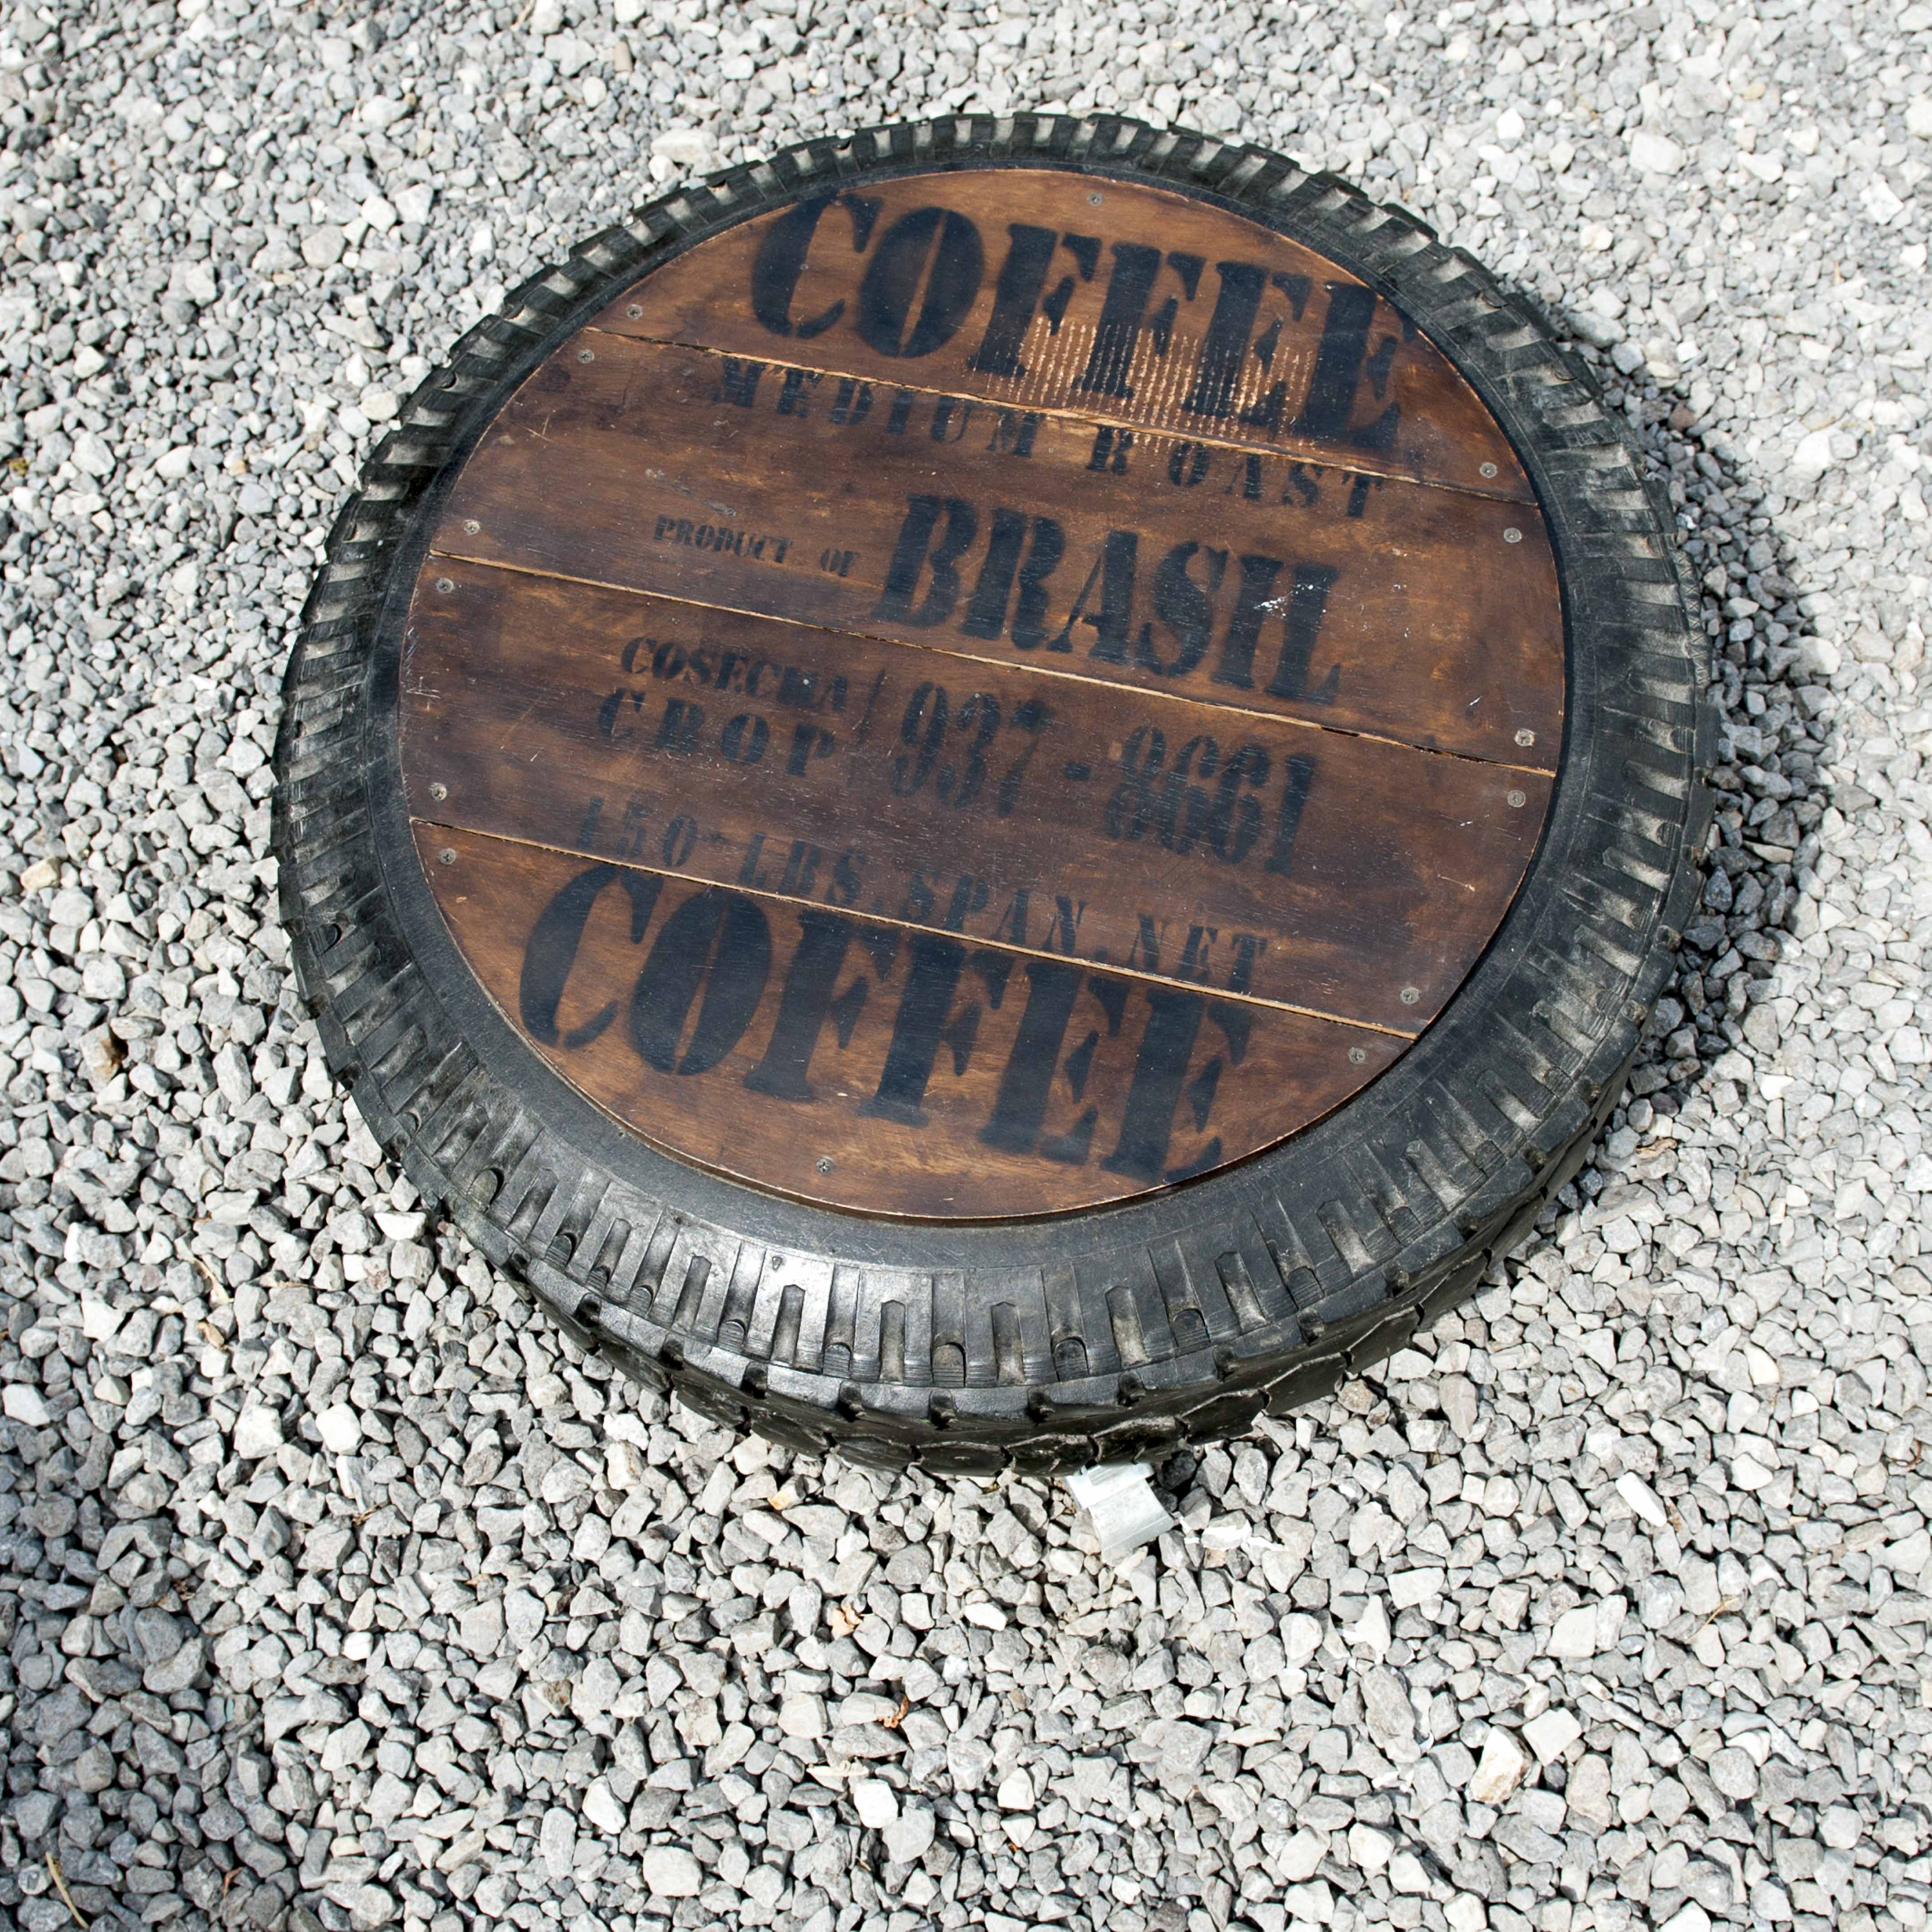 COFFEE
MEDIUM ROAST
PRODUCT OF BRASIL
COSECHA
CROP
937-8661
150-LBS.SPAN.NET
COFFEE